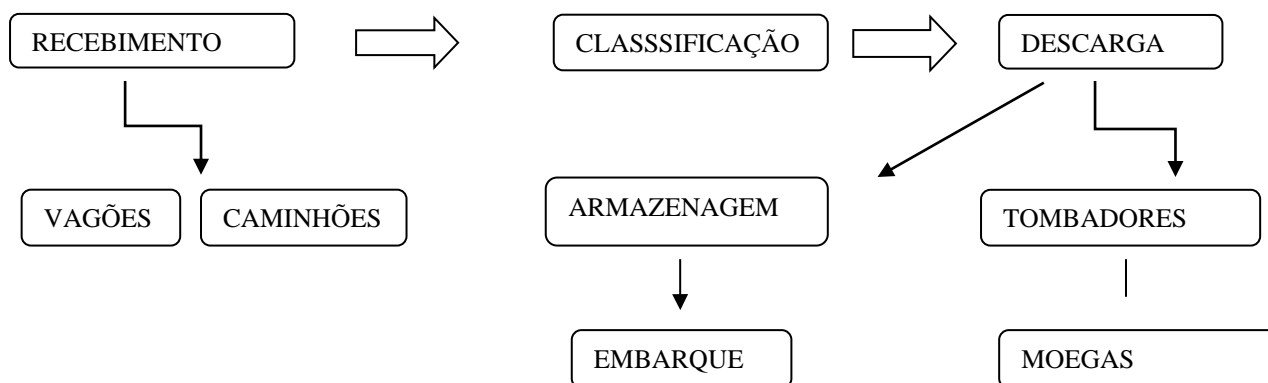 RECEBIMENTO
CLASSSIFICAÇÃO
DESCARGA
VAGÕES
CAMINHÕES
ARMAZENAGEM
TOMBADORES
EMBARQUE
MOEGAS